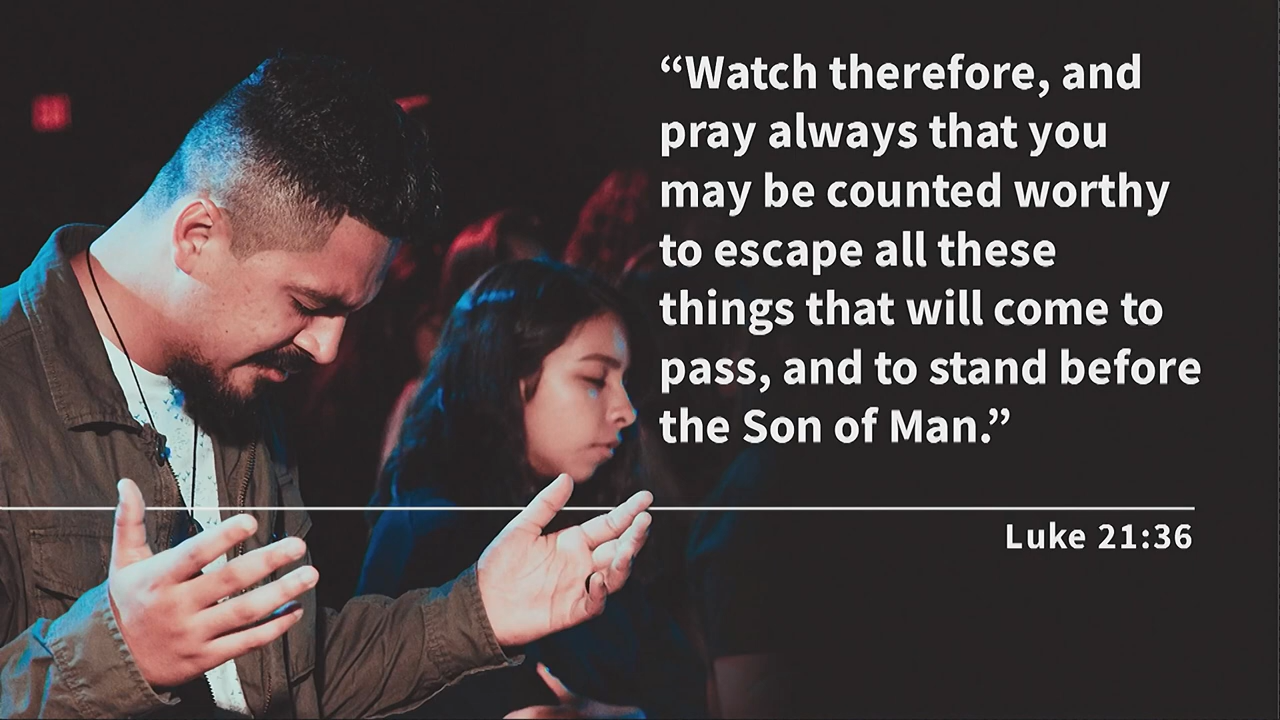 “Watch therefore, and
pray always that you
may be counted worthy
to escape all these
things that will come to
pass, and to stand before
the Son of Man.”
Luke 21:36